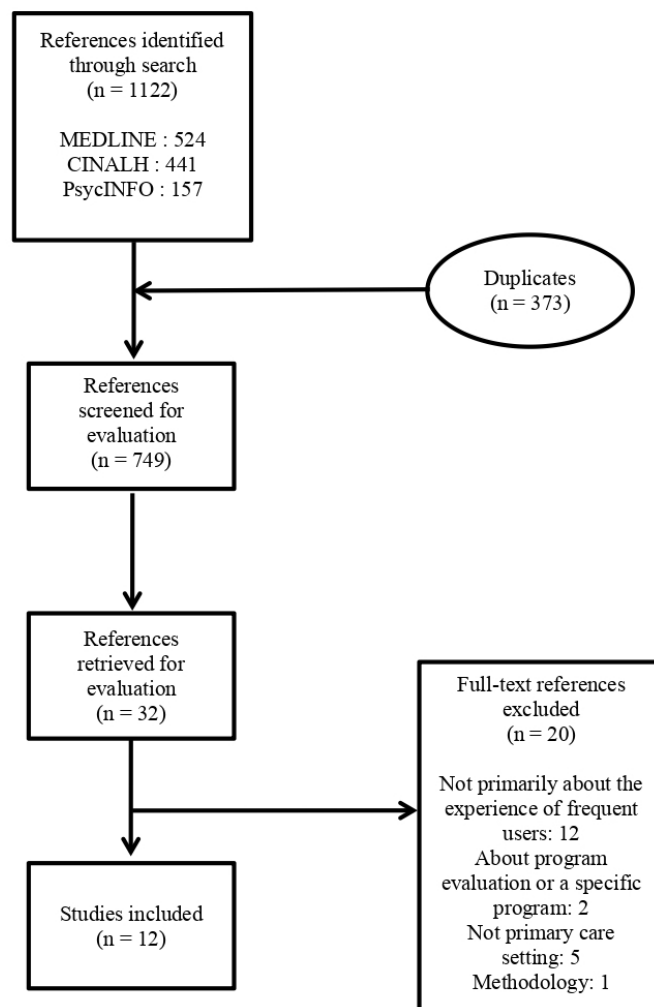 References identified
through search
(n = 1122)
MEDLINE : 524
CINALH : 441
PsycINFO : 157
Duplicates
(n = 373)
References
screened for
evaluation
(n = 749)
References
retrieved for
evaluation
(n = 32)
Full-text references
excluded
(n = 20)
Not primarily about the
experience of frequent
users: 12
About program
evaluation or a specific
program: 2
Not primary care
setting: 5
Methodology: 1
Studies included
(n = 12)